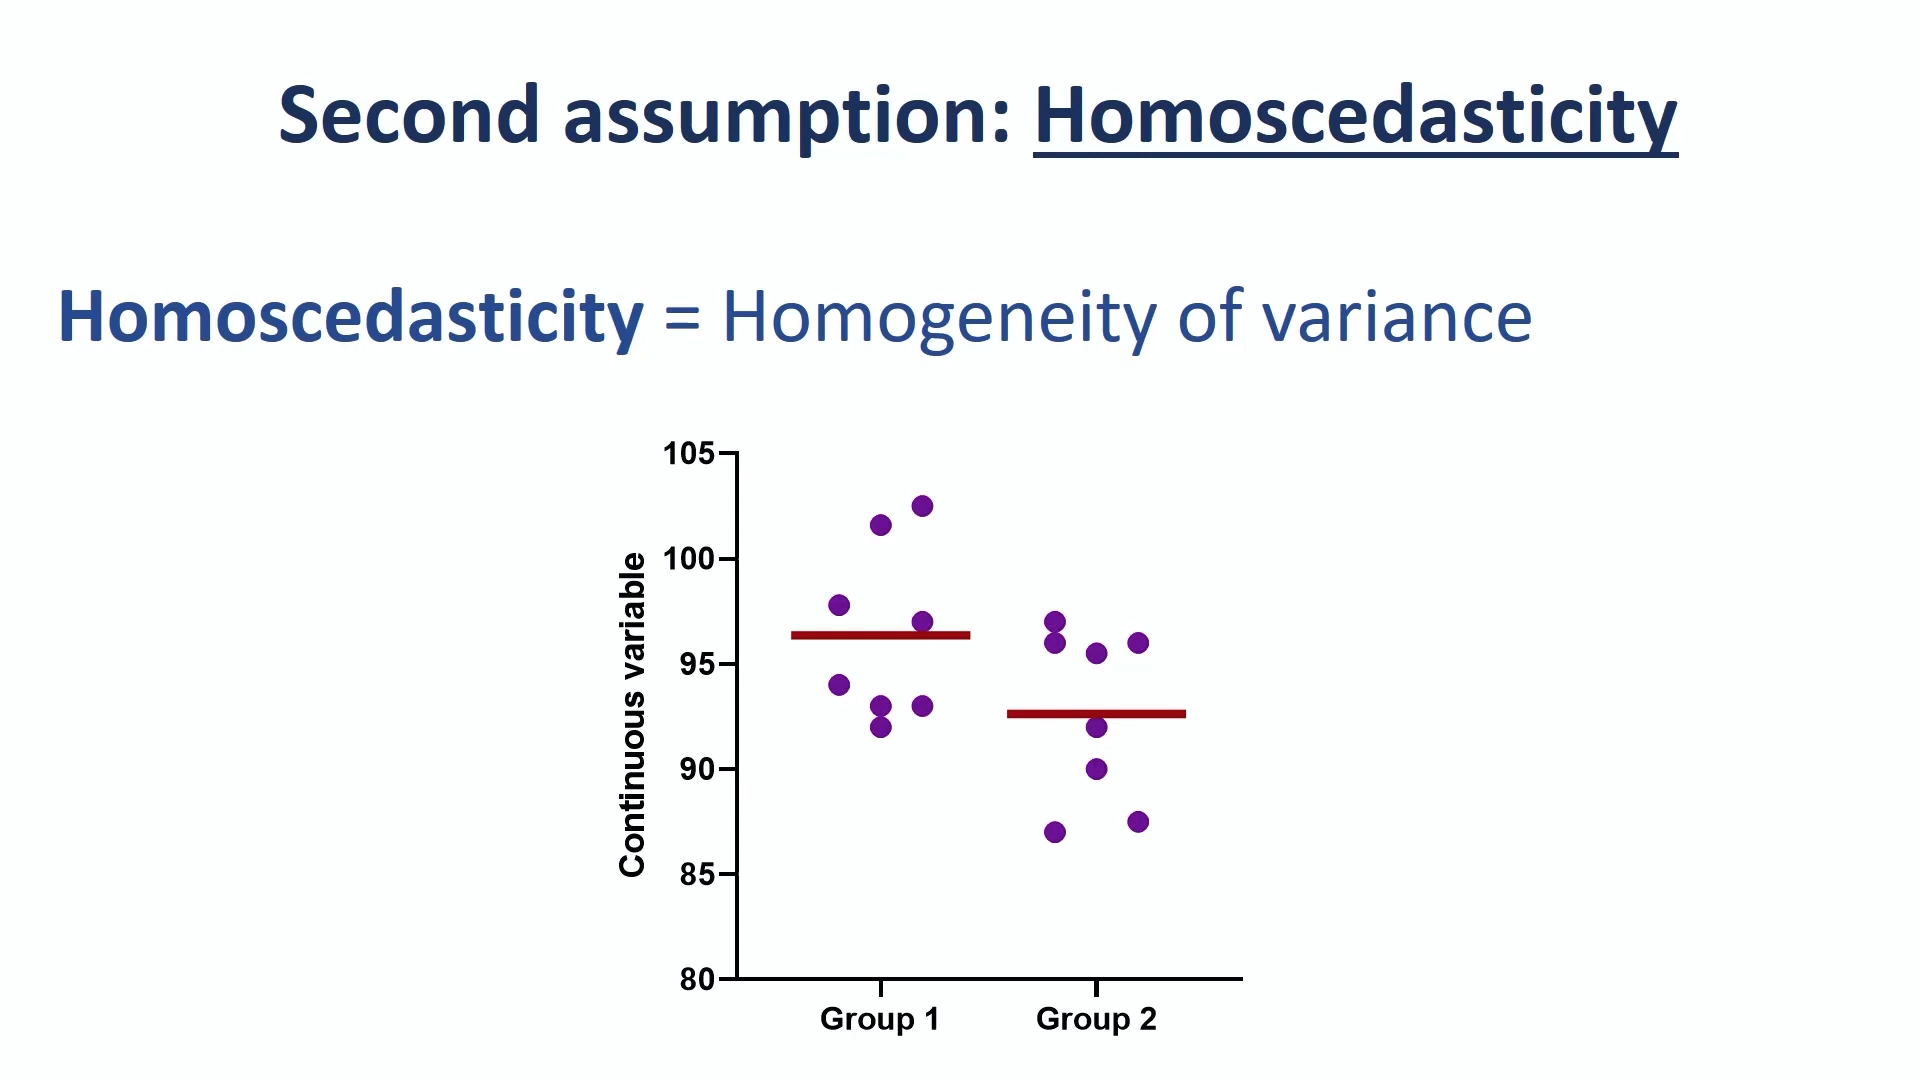 Second assumption: Homoscedasticity
Homoscedasticity = Homogeneity of variance
Continuous variable
105
100
95
90
85
80
Group 1
Group 2